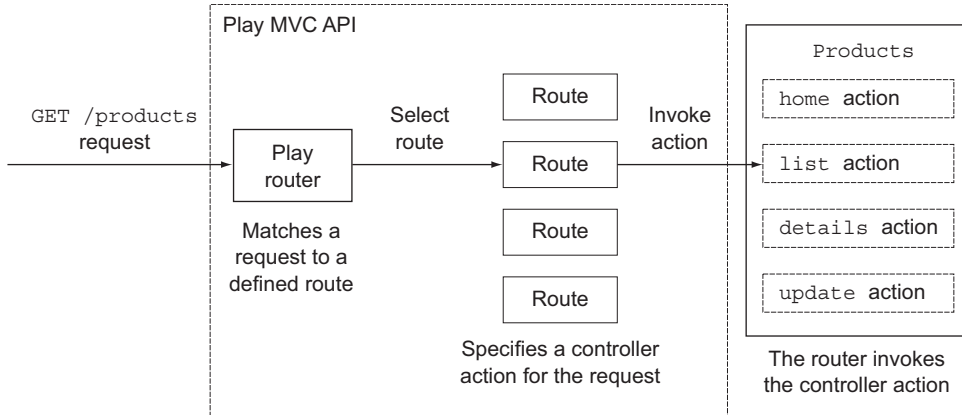 Play MVC API
GET /products
request
Play
router
Matches a
request to a
defined route
Select
route
Route
Route
Route
Route
Specifies a controller
action for the request
Invoke
action
Products
home action
list action
details action
update action
The router invokes
the controller action